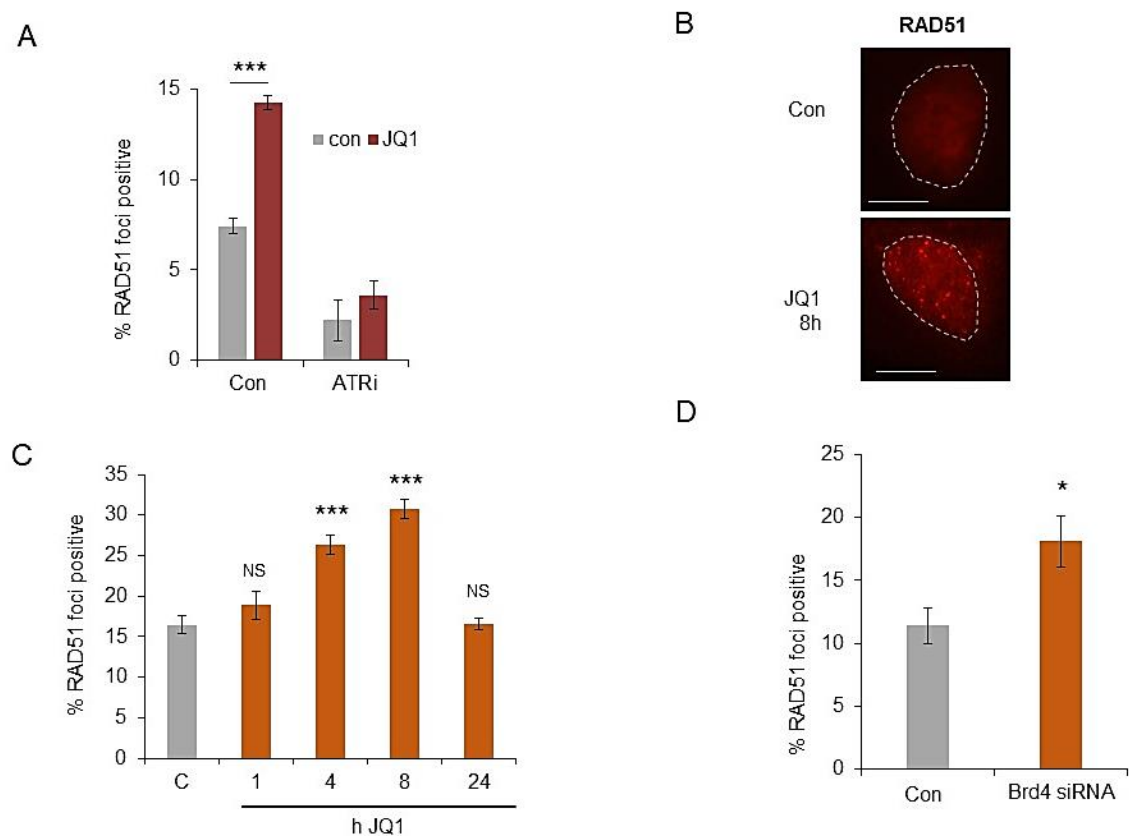 A
***
15
10
5
0
% RAD51 foci positive
con JQ1
Con ATRi
B
RAD51
Con
JQ1
8h
C
35
30
25
20
15
10
5
0
% RAD51 foci positive
NS
***
***
NS
C 1 4 8 24
h JQ1
D
25
20
15
10
5
0
% RAD51 foci positive
*
Con Brd4 siRNA